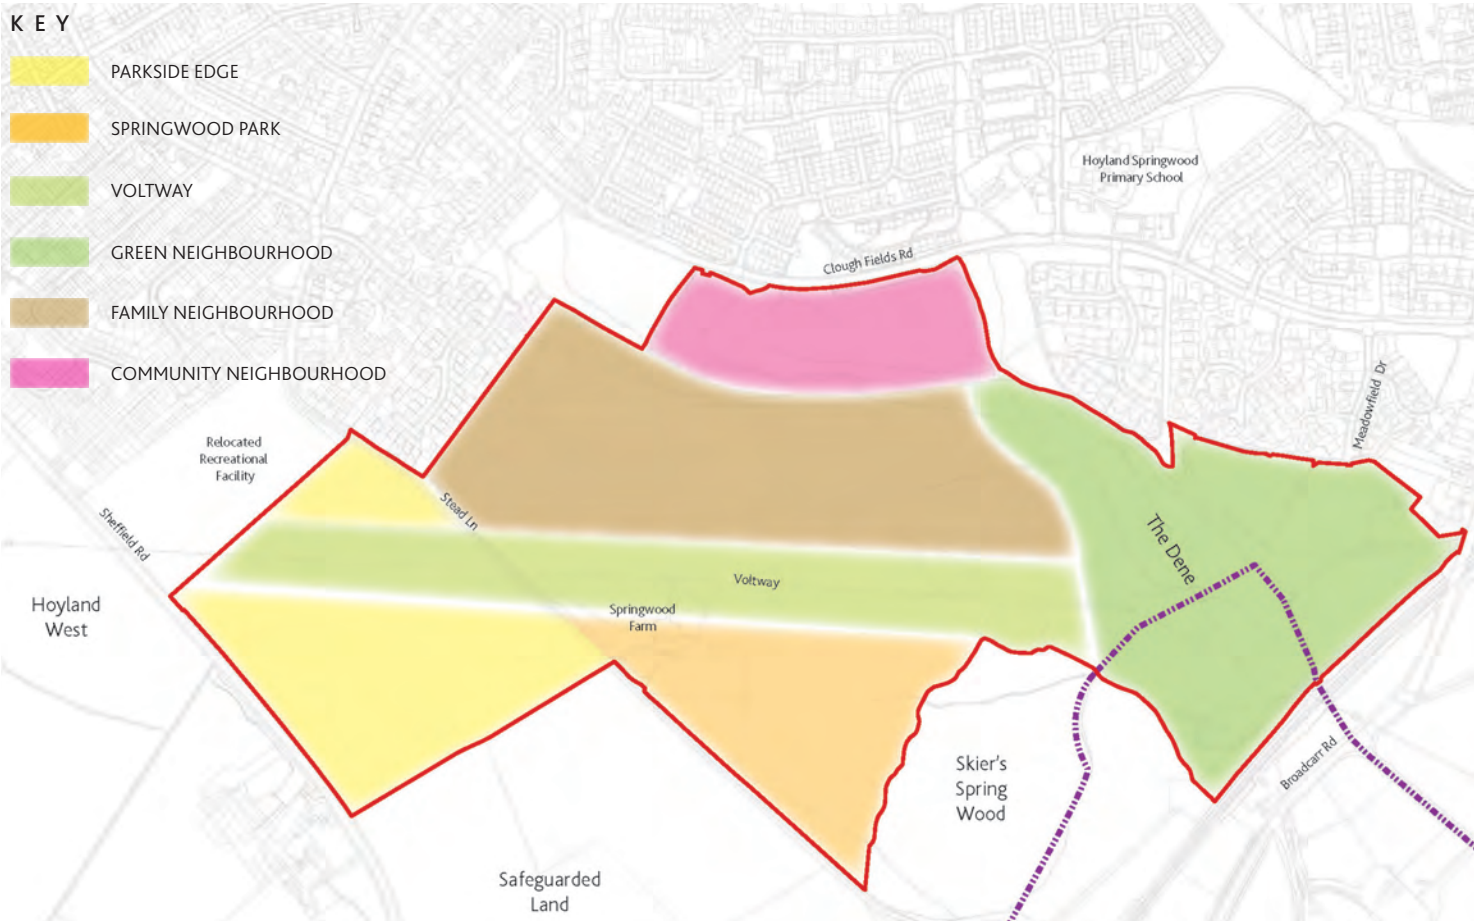 KEY
PARKSIDE EDGE
SPRINGWOOD PARK
VOLTWAY
GREEN NEIGHBOURHOOD
FAMILY NEIGHBOURHOOD
COMMUNITY NEIGHBOURHOOD
Hoyland Springwood
Primary School
Clough Fields Rd
Meadowfield Dr
Relocated
Recreational
Facility
Stead Ln
Sheffield Rd
The Dene
Voltway
Hoyland
West
Springwood
Farm
Skier's
Spring
Wood
Broadcarr Rd
Safeguarded
Land